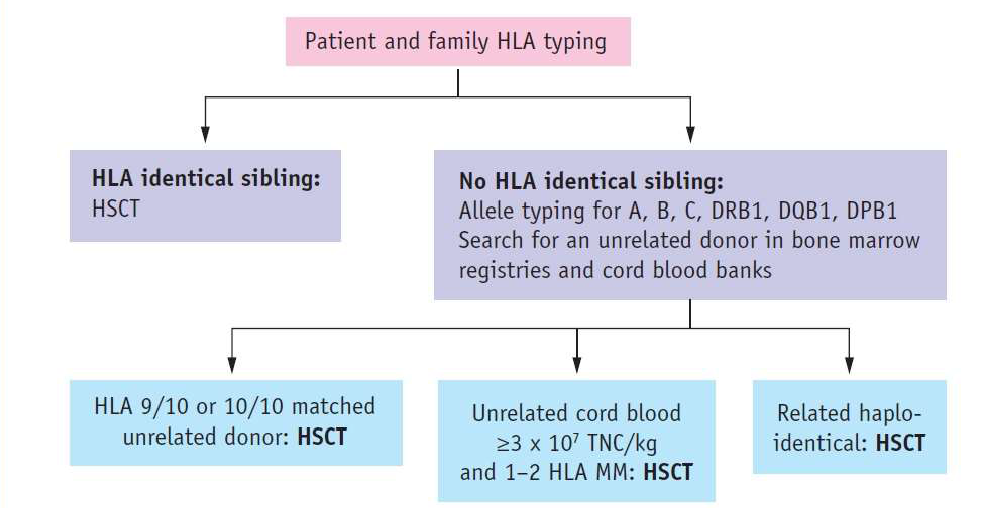 Patient and family HLA typing
HLA identical sibling:
HSCT
No HLA identical sibling:
Allele typing for A, B, C, DRB1, DQB1, DPB1
Search for an unrelated donor in bone marrow
registries and cord blood banks
HLA 9/10 or 10/10 matched
unrelated donor: HSCT
Unrelated cord blood
≥3 x 10⁷ TNC/kg
and 1–2 HLA MM: HSCT
Related haplo-
identical: HSCT